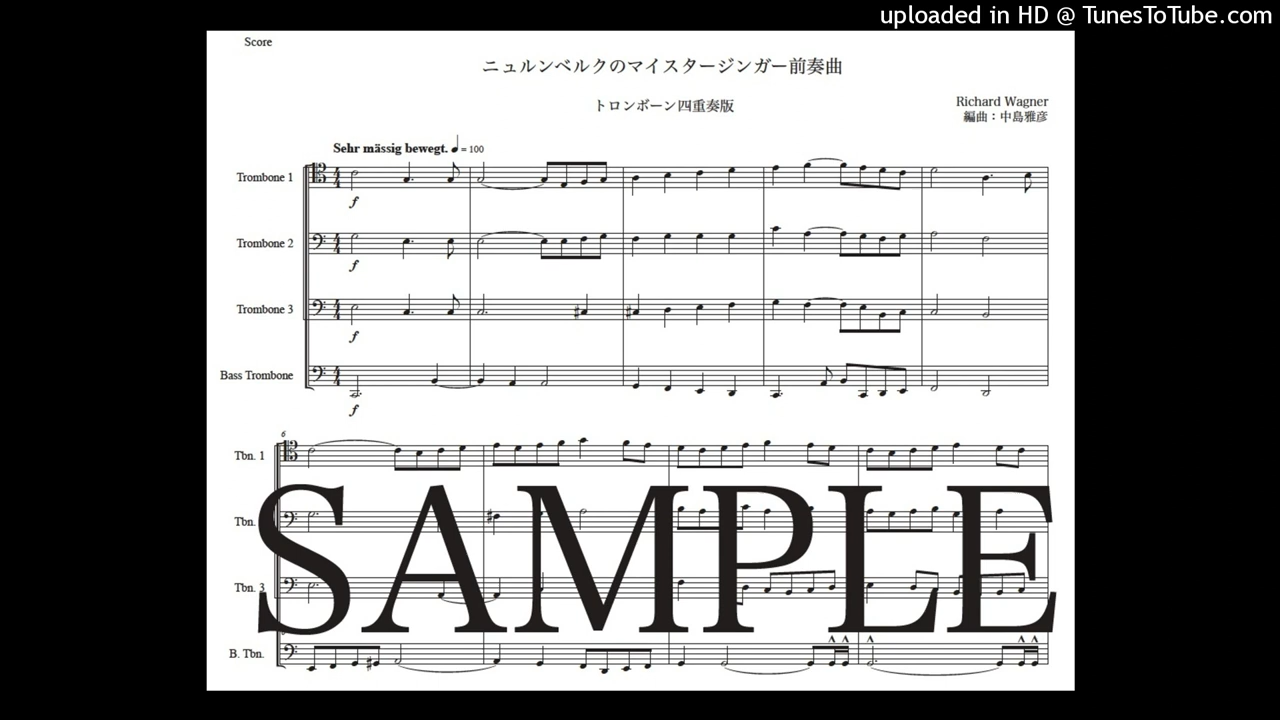 uploaded in HD @ TunesToTube.com
Score
ニュルンベルクのマイスタージンガー前奏曲
トロンボーン四重奏版
Richard Wagner
編曲：中島雅彦
Sehr mässig bewegt. ♩= 100
Trombone 1
f
Trombone 2
f
Trombone 3
f
Bass Trombone
f
6
Tbn. 1
Tbn.
Tbn. 3
B. Tbn.
SAMPLE